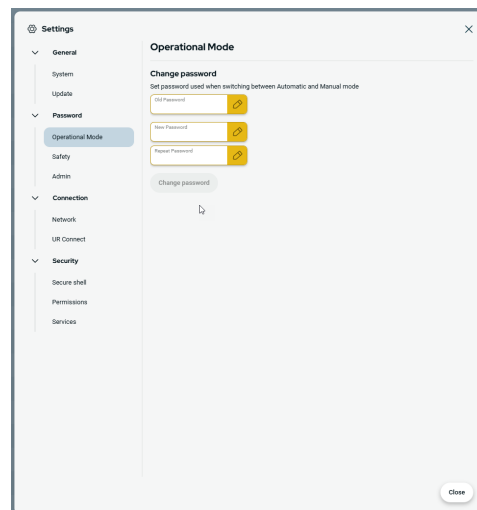 Settings
General
System
Update
Password
Operational Mode
Safety
Admin
Connection
Network
UR Connect
Security
Secure shell
Permissions
Services
Operational Mode
Change password
Set password used when switching between Automatic and Manual mode
Old Password
New Password
Repeat Password
Change password
Close